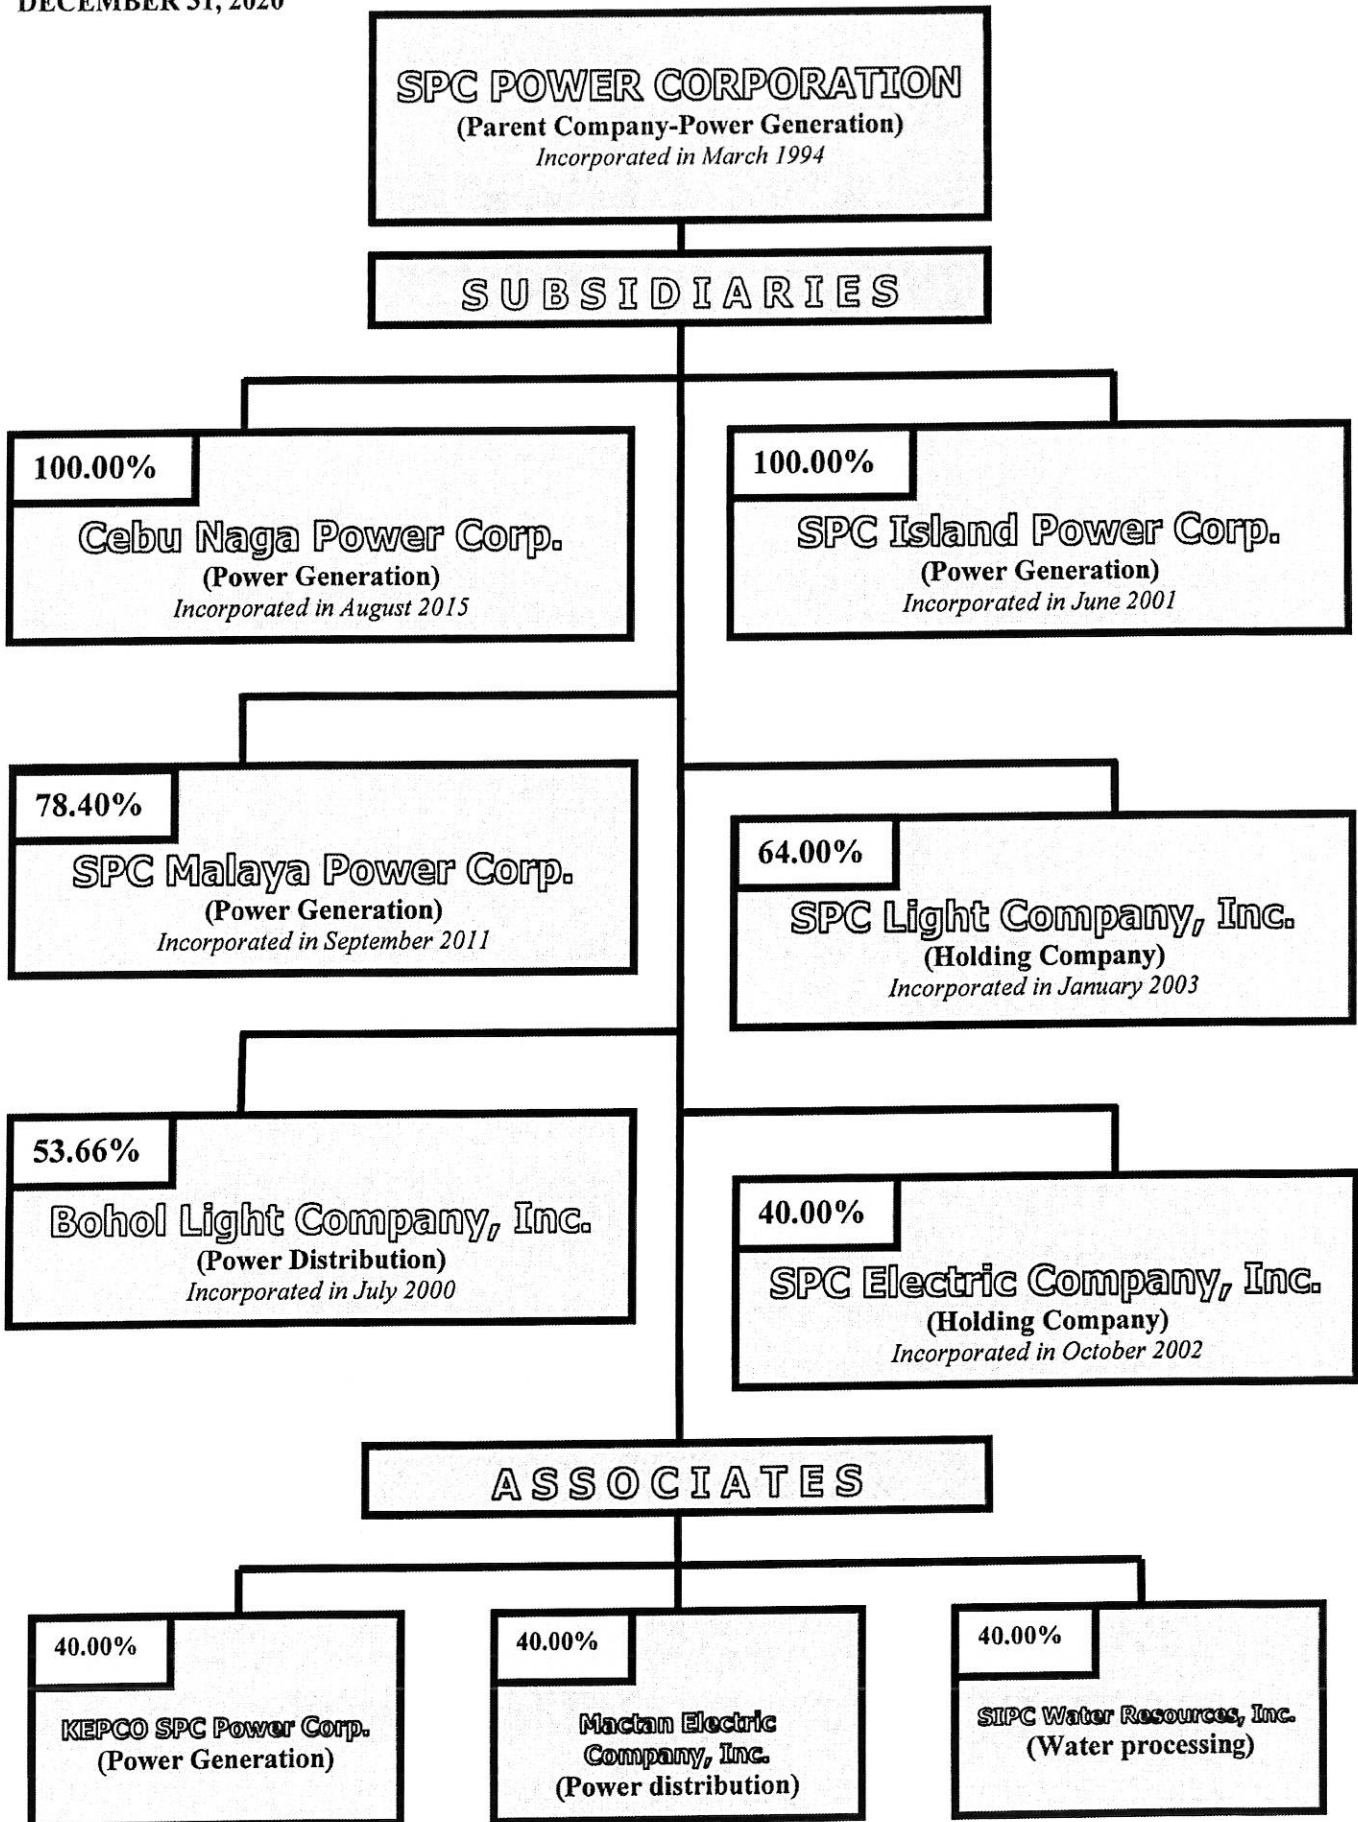 DECEMBER 31, 2020
SPC POWER CORPORATION
(Parent Company-Power Generation)
Incorporated in March 1994
SUBSIDIARIES
100.00%
Cebu Naga Power Corp.
(Power Generation)
Incorporated in August 2015
100.00%
SPC Island Power Corp.
(Power Generation)
Incorporated in June 2001
78.40%
SPC Malaya Power Corp.
(Power Generation)
Incorporated in September 2011
64.00%
SPC Light Company, Inc.
(Holding Company)
Incorporated in January 2003
53.66%
Bohol Light Company, Inc.
(Power Distribution)
Incorporated in July 2000
40.00%
SPC Electric Company, Inc.
(Holding Company)
Incorporated in October 2002
ASSOCIATES
40.00%
KEPCO SPC Power Corp.
(Power Generation)
40.00%
Mactan Electric
Company, Inc.
(Power distribution)
40.00%
SIPC Water Resources, Inc.
(Water processing)